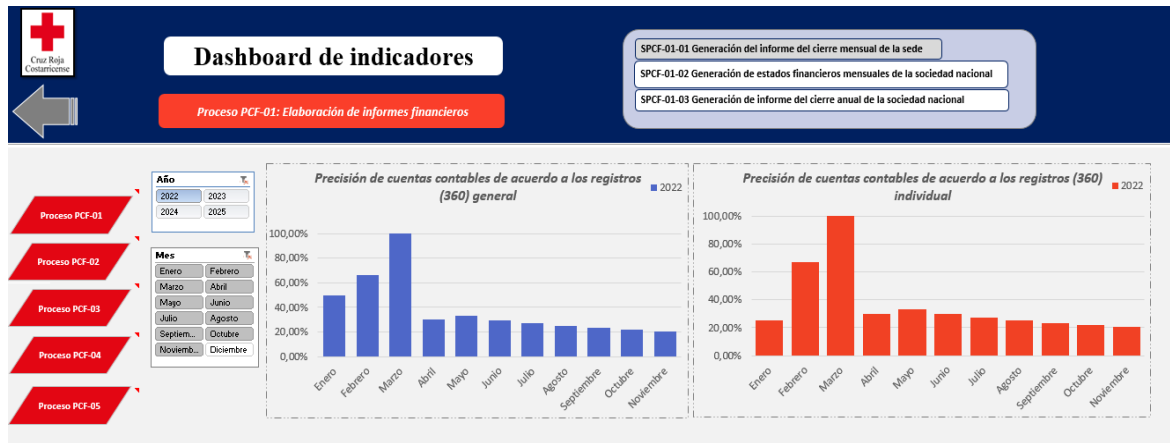 Cruz Roja
Costarricense
Dashboard de indicadores
Proceso PCF-01: Elaboración de informes financieros
SPCF-01-01 Generación del informe del cierre mensual de la sede
SPCF-01-02 Generación de estados financieros mensuales de la sociedad nacional
SPCF-01-03 Generación de informe del cierre anual de la sociedad nacional
Proceso PCF-01
Proceso PCF-02
Proceso PCF-03
Proceso PCF-04
Proceso PCF-05
Año
2022 2023
2024 2025
Mes
Enero Febrero
Marzo Abril
Mayo Junio
Julio Agosto
Septiem... Octubre
Noviemb... Diciembre
Precisión de cuentas contables de acuerdo a los registros
(360) general
2022
100,00%
80,00%
60,00%
40,00%
20,00%
0,00%
Enero
Febrero
Marzo
Abril
Mayo
Junio
Julio
Agosto
Septiembre
Octubre
Noviembre
Precisión de cuentas contables de acuerdo a los registros (360)
individual
2022
100,00%
80,00%
60,00%
40,00%
20,00%
0,00%
Enero
Febrero
Marzo
Abril
Mayo
Junio
Julio
Agosto
Septiembre
Octubre
Noviembre